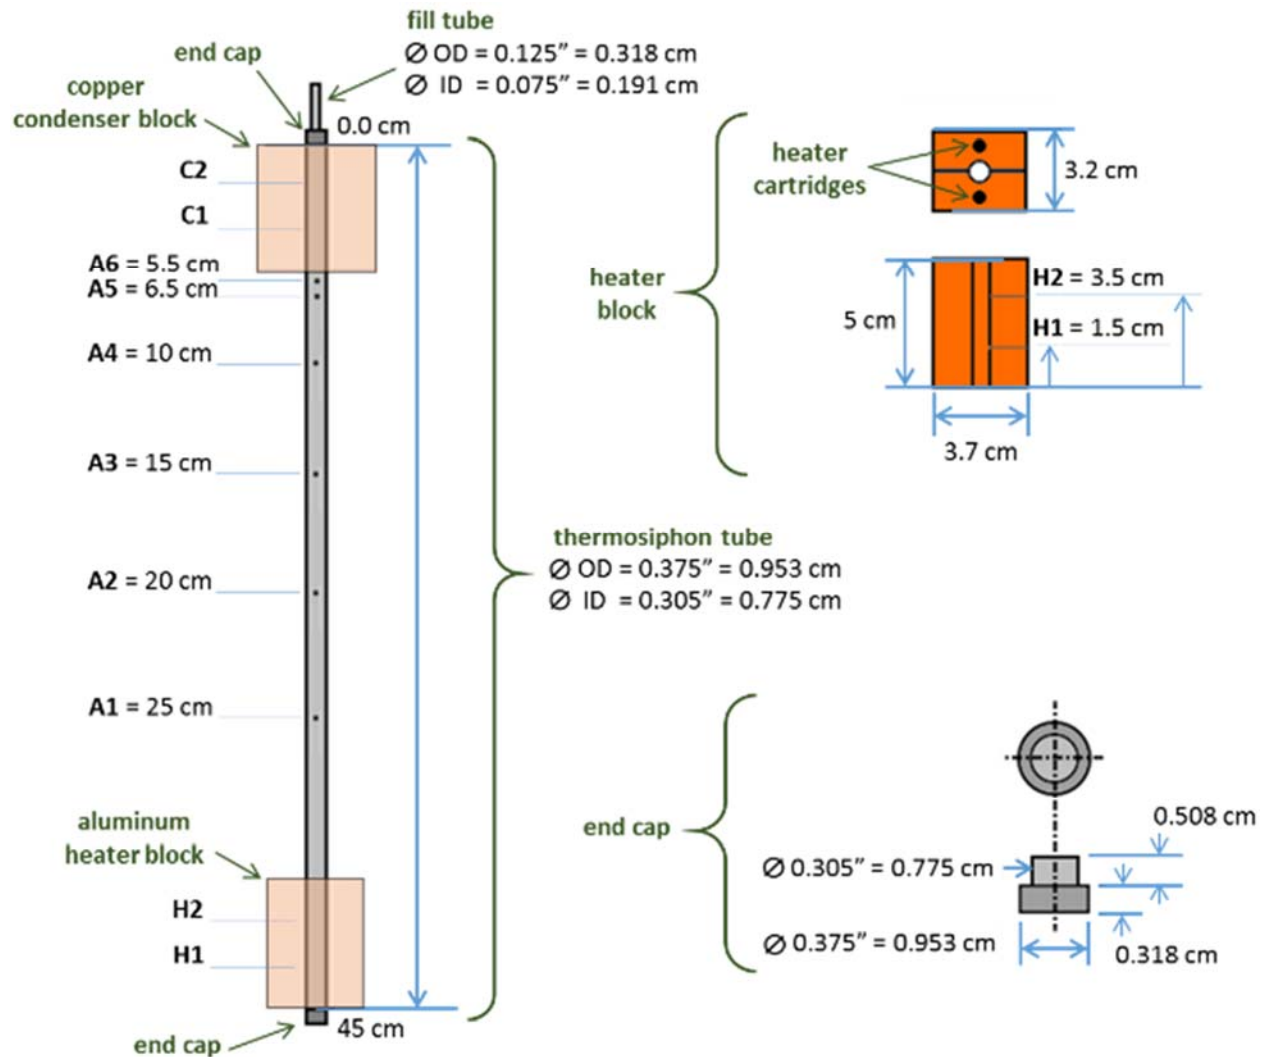 fill tube
∅ OD = 0.125″ = 0.318 cm
∅ ID = 0.075″ = 0.191 cm
end cap
copper
condenser block
0.0 cm
C2
C1
A6 = 5.5 cm
A5 = 6.5 cm
A4 = 10 cm
A3 = 15 cm
A2 = 20 cm
A1 = 25 cm
aluminum
heater block
H2
H1
45 cm
end cap
heater
block
heater
cartridges
3.2 cm
5 cm
H2 = 3.5 cm
H1 = 1.5 cm
3.7 cm
thermosiphon tube
∅ OD = 0.375″ = 0.953 cm
∅ ID = 0.305″ = 0.775 cm
end cap
0.508 cm
∅ 0.305″ = 0.775 cm
∅ 0.375″ = 0.953 cm
0.318 cm